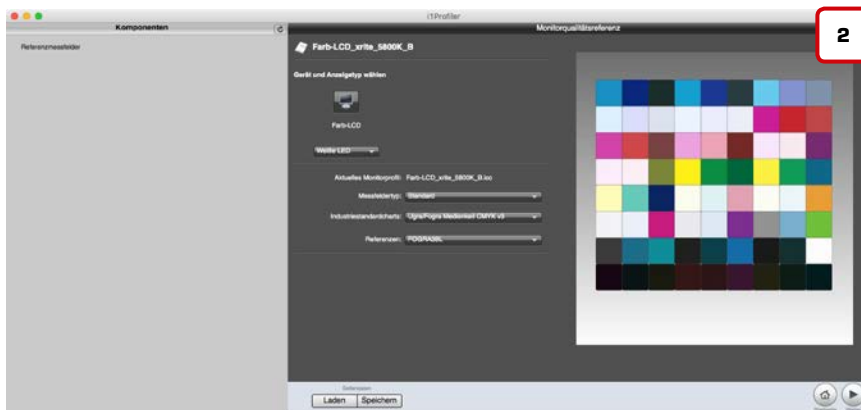 i1Profiler
Komponenten
Monitorqualitätsreferenz
2
Referenzmessfelder
Farb-LCD_xrite_5800K_B
Gerät und Anzeigetyp wählen
Farb-LCD
Weiße LED
Aktuelles Monitorprofil: Farb-LCD_xrite_5800K_B.icc
Messfeldertyp: Standard
Industriestandardcharts: Ugra/Fogra Medienkeil CMYK v3
Referenzen: FOGRA39L
Laden Speichern